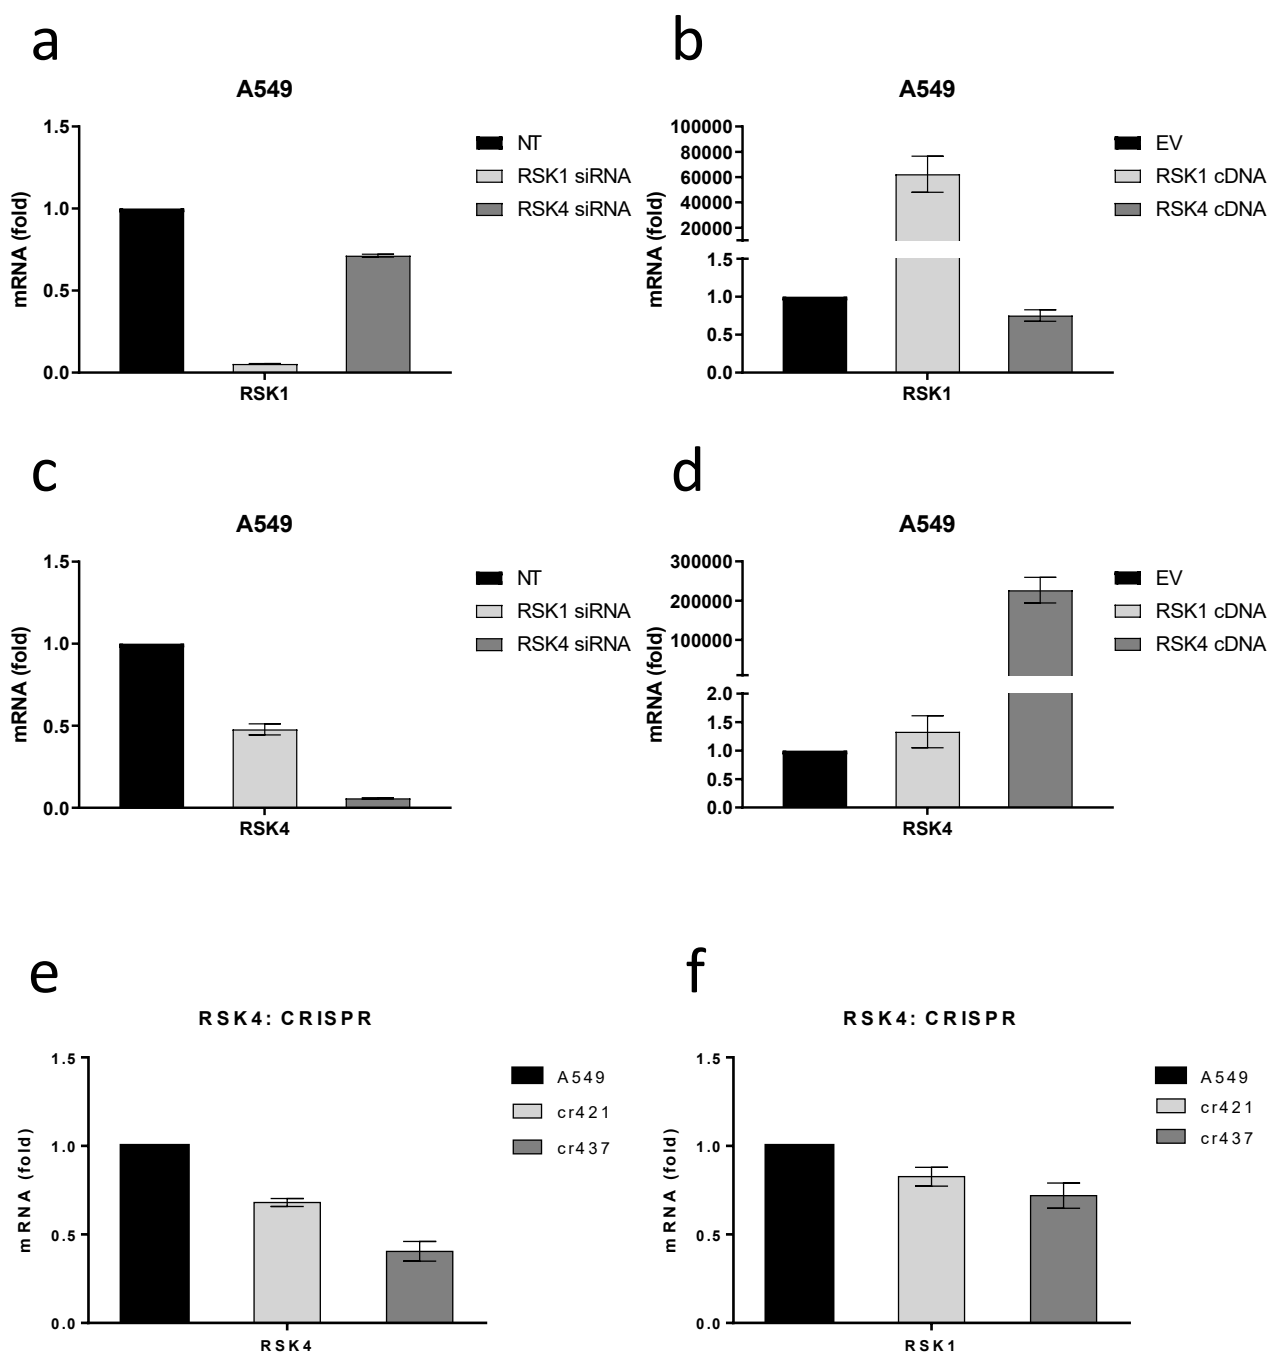 a
A549
mRNA (fold)
1.5
1.0
0.5
0.0
RSK1
NT
RSK1 siRNA
RSK4 siRNA
b
A549
mRNA (fold)
100000
80000
60000
40000
20000
1.5
1.0
0.5
0.0
RSK1
EV
RSK1 cDNA
RSK4 cDNA
c
A549
mRNA (fold)
1.5
1.0
0.5
0.0
RSK4
NT
RSK1 siRNA
RSK4 siRNA
d
A549
mRNA (fold)
300000
200000
100000
2.0
1.5
1.0
0.5
0.0
RSK4
EV
RSK1 cDNA
RSK4 cDNA
e
RSK4: CRISPR
mRNA (fold)
1.5
1.0
0.5
0.0
RSK4
A549
cr421
cr437
f
RSK4: CRISPR
mRNA (fold)
1.5
1.0
0.5
0.0
RSK1
A549
cr421
cr437